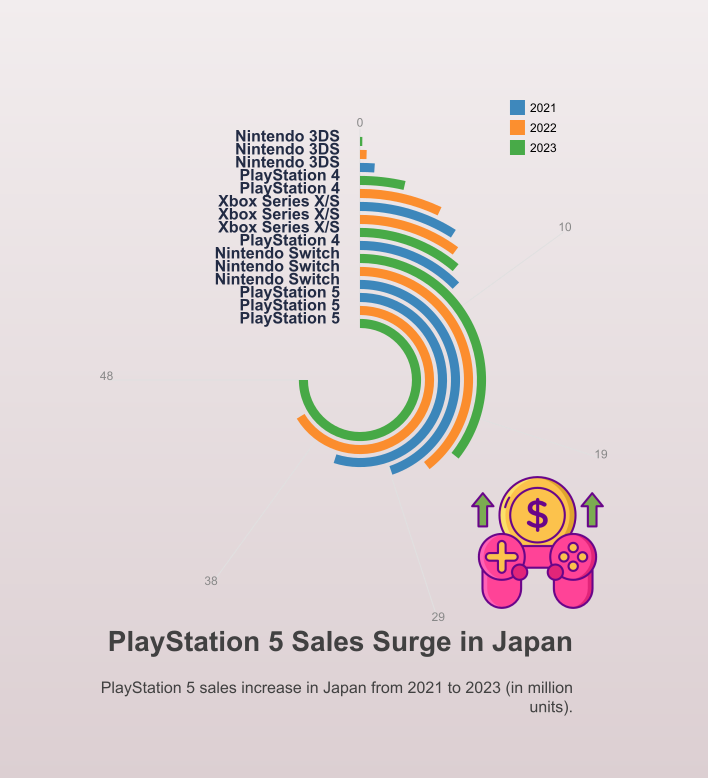 2021
2022
2023
0
Nintendo 3DS
Nintendo 3DS
Nintendo 3DS
PlayStation 4
PlayStation 4
Xbox Series X/S
Xbox Series X/S
Xbox Series X/S
PlayStation 4
Nintendo Switch
Nintendo Switch
Nintendo Switch
PlayStation 5
PlayStation 5
PlayStation 5
10
48
19
$
38
29
PlayStation 5 Sales Surge in Japan
PlayStation 5 sales increase in Japan from 2021 to 2023 (in million
units).